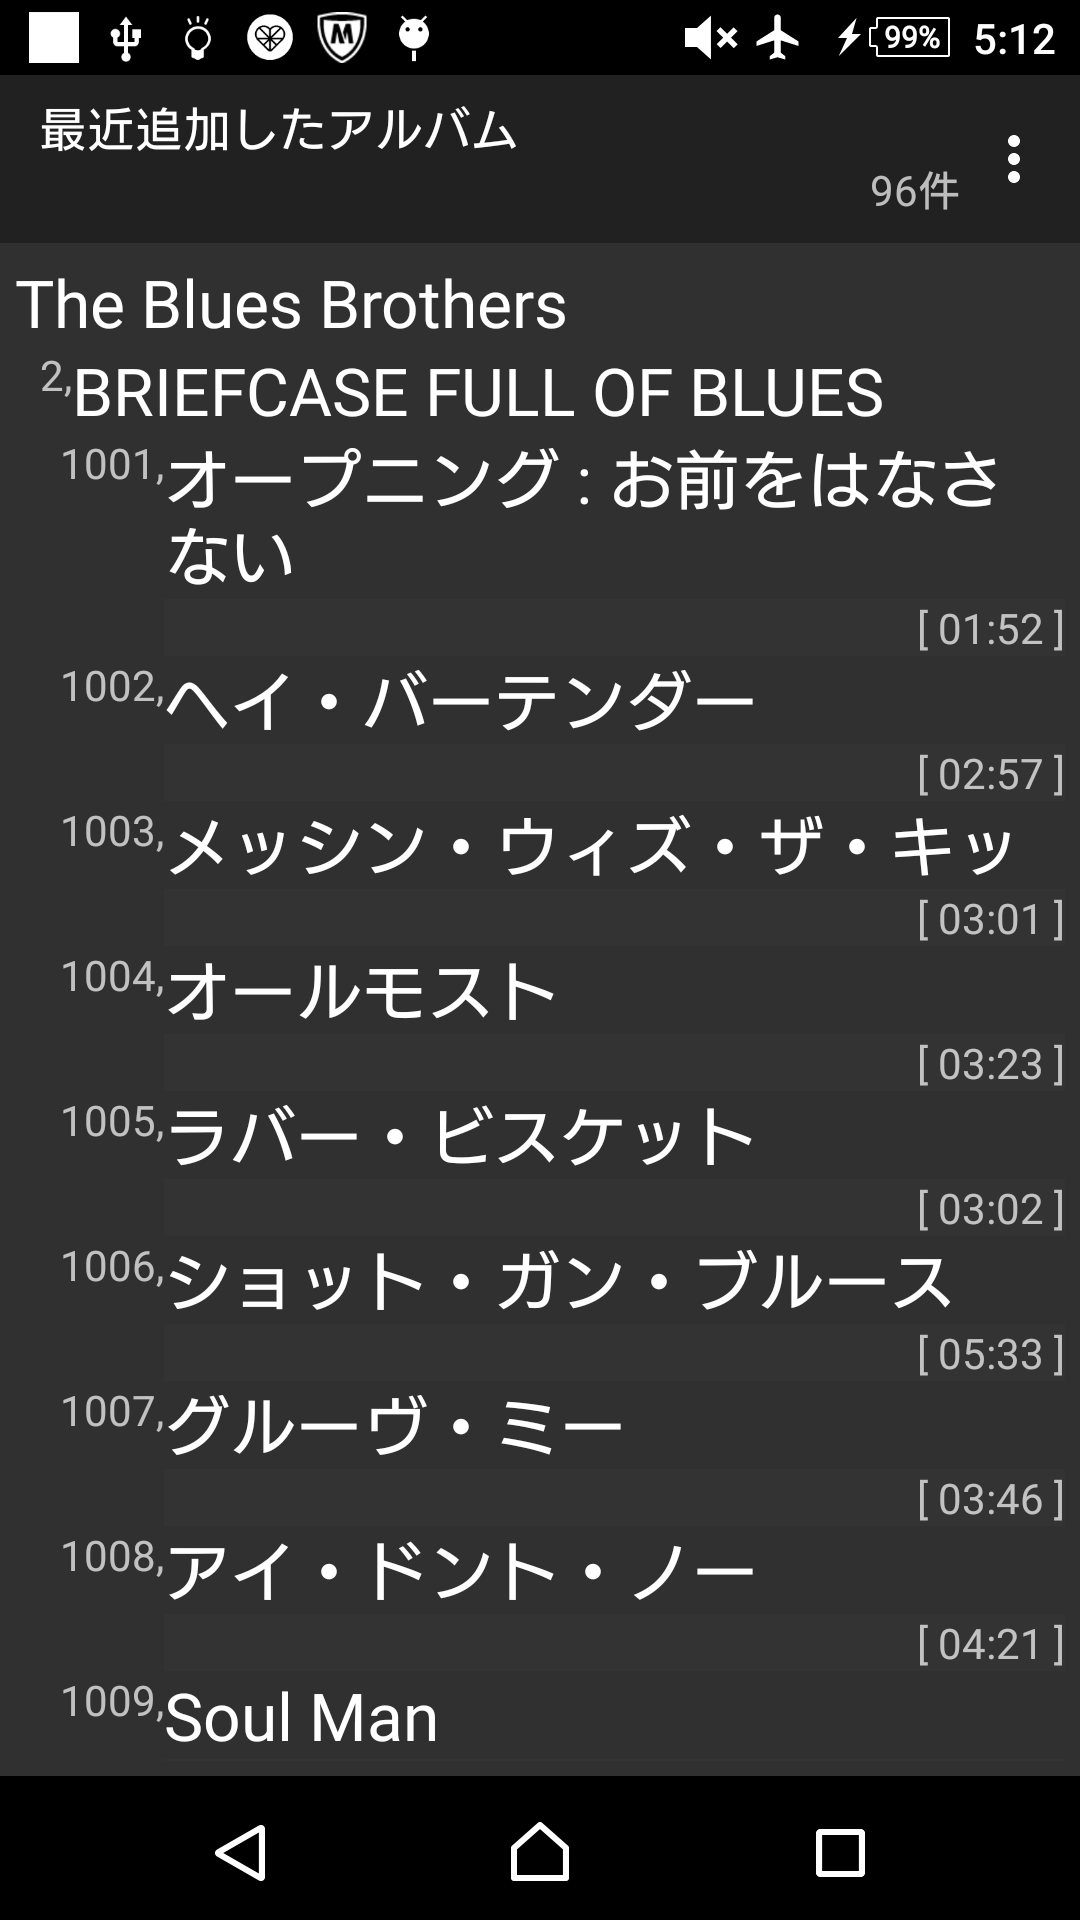 99% 5:12
最近追加したアルバム
96件
The Blues Brothers
2,BRIEFCASE FULL OF BLUES
1001,オープニング : お前をはなさ
ない
[ 01:52 ]
1002,ヘイ・バーテンダー
[ 02:57 ]
1003,メッシン・ウィズ・ザ・キッ
[ 03:01 ]
1004,オールモスト
[ 03:23 ]
1005,ラバー・ビスケット
[ 03:02 ]
1006,ショット・ガン・ブルース
[ 05:33 ]
1007,グルーヴ・ミー
[ 03:46 ]
1008,アイ・ドント・ノー
[ 04:21 ]
1009,Soul Man